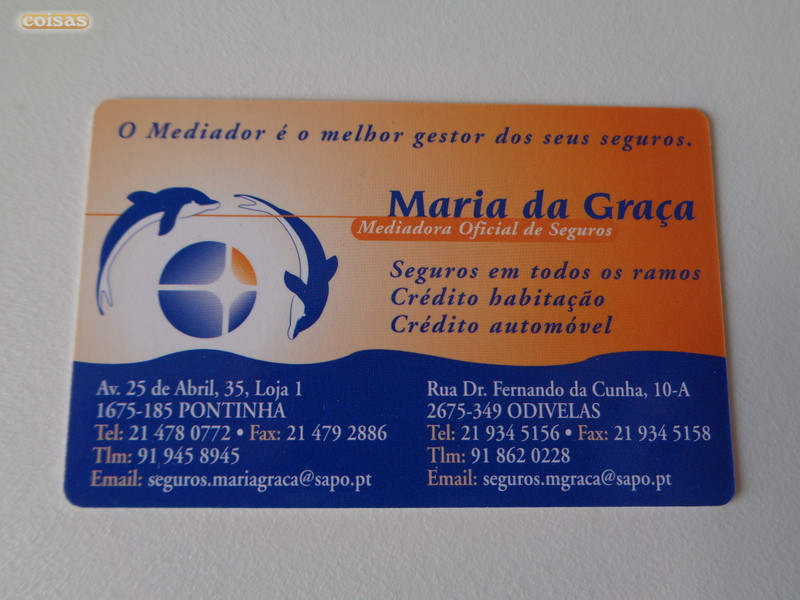 coisas
O Mediador é o melhor gestor dos seus seguros.
Maria da Graça
Mediadora Oficial de Seguros
Seguros em todos os ramos
Crédito habitação
Crédito automóvel
Av. 25 de Abril, 35, Loja 1
1675-185 PONTINHA
Tel: 21 478 0772 • Fax: 21 479 2886
Tlm: 91 945 8945
Email: seguros.mariagraca@sapo.pt
Rua Dr. Fernando da Cunha, 10-A
2675-349 ODIVELAS
Tel: 21 934 5156 • Fax: 21 934 5158
Tlm: 91 862 0228
Email: seguros.mgraca@sapo.pt